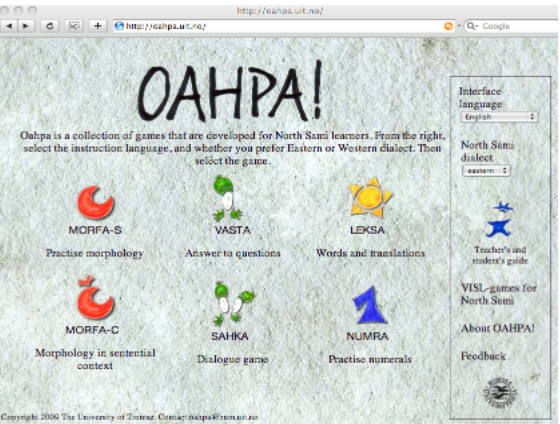 http://oahpa.uit.no/
http://oahpa.uit.no/
Google
OAHPA!
Oahpa is a collection of games that are developed for North Sami learners. From the right,
select the instruction language, and whether you prefer Eastern or Western dialect. Then
select the game.
MORFA-S
Practise morphology
VASTA
Answer to questions
LEKSA
Words and translations
MORFA-C
Morphology in sentential
context
SAHKA
Dialogue game
NUMRA
Practise numerals
Interface
language
English
North Sami
dialect
eastern
Teacher's and
student's guide
VISL-games for
North Sami
About OAHPA!
Feedback
Copyright 2009 The University of Tromsø. Contact oahpa@hum.uit.no